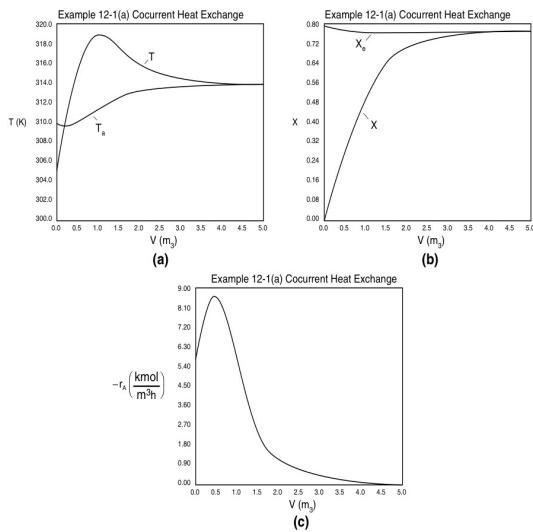 Example 12-1(a) Cocurrent Heat Exchange
320.0
318.0
316.0
314.0
312.0
310.0
308.0
306.0
304.0
302.0
300.0
T (K)
T
Ta
0.0 0.5 1.0 1.5 2.0 2.5 3.0 3.5 4.0 4.5 5.0
V (m3)
(a)
Example 12-1(a) Cocurrent Heat Exchange
0.80
0.72
0.64
0.56
0.48
0.40
0.32
0.24
0.16
0.08
0.00
X
Xe
X
0.0 0.5 1.0 1.5 2.0 2.5 3.0 3.5 4.0 4.5 5.0
V (m3)
(b)
Example 12-1(a) Cocurrent Heat Exchange
9.00
8.10
7.20
6.30
5.40
4.50
3.60
2.70
1.80
0.90
0.00
−rA (kmol/m3h)
0.0 0.5 1.0 1.5 2.0 2.5 3.0 3.5 4.0 4.5 5.0
V (m3)
(c)